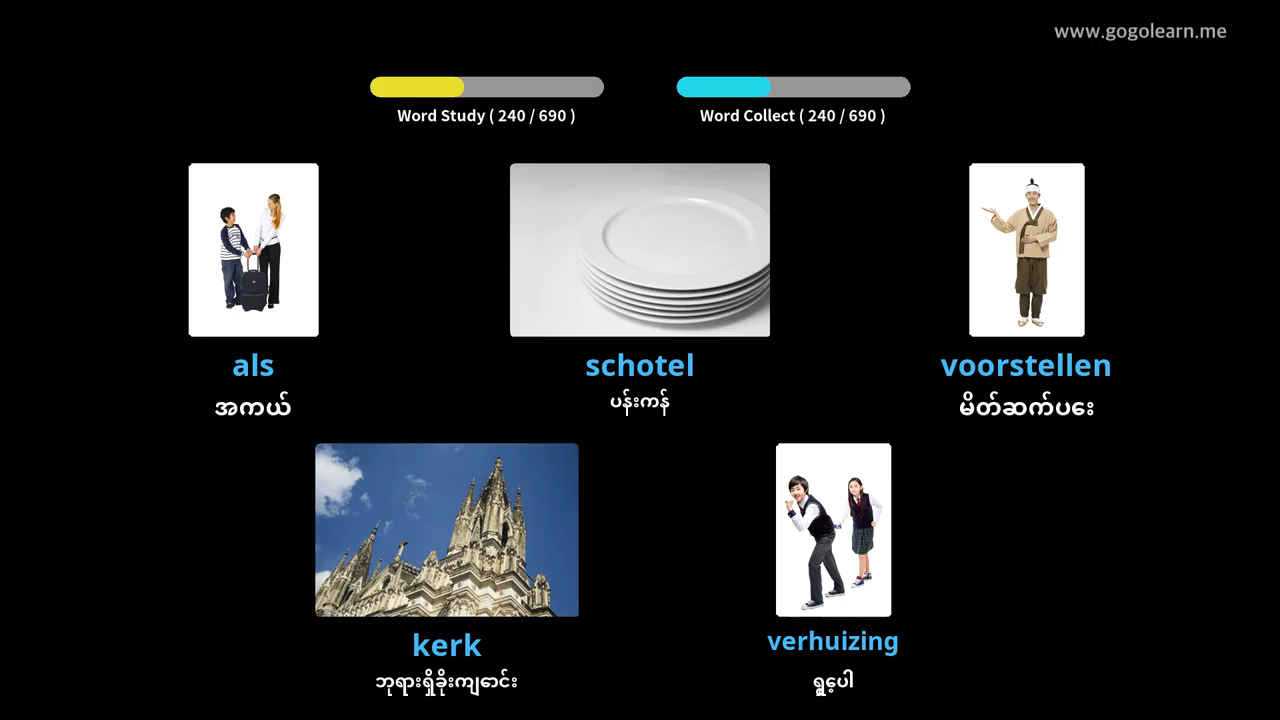 www.gogolearn.me
Word Study ( 240 / 690 )
Word Collect ( 240 / 690 )
als
schotel
voorstellen
အကယ်
ပန်းကန်
မိတ်ဆက်ပေး
kerk
verhuizing
ဘုရားရှိခိုးကျောင်း
ရွှေ့ပေါ